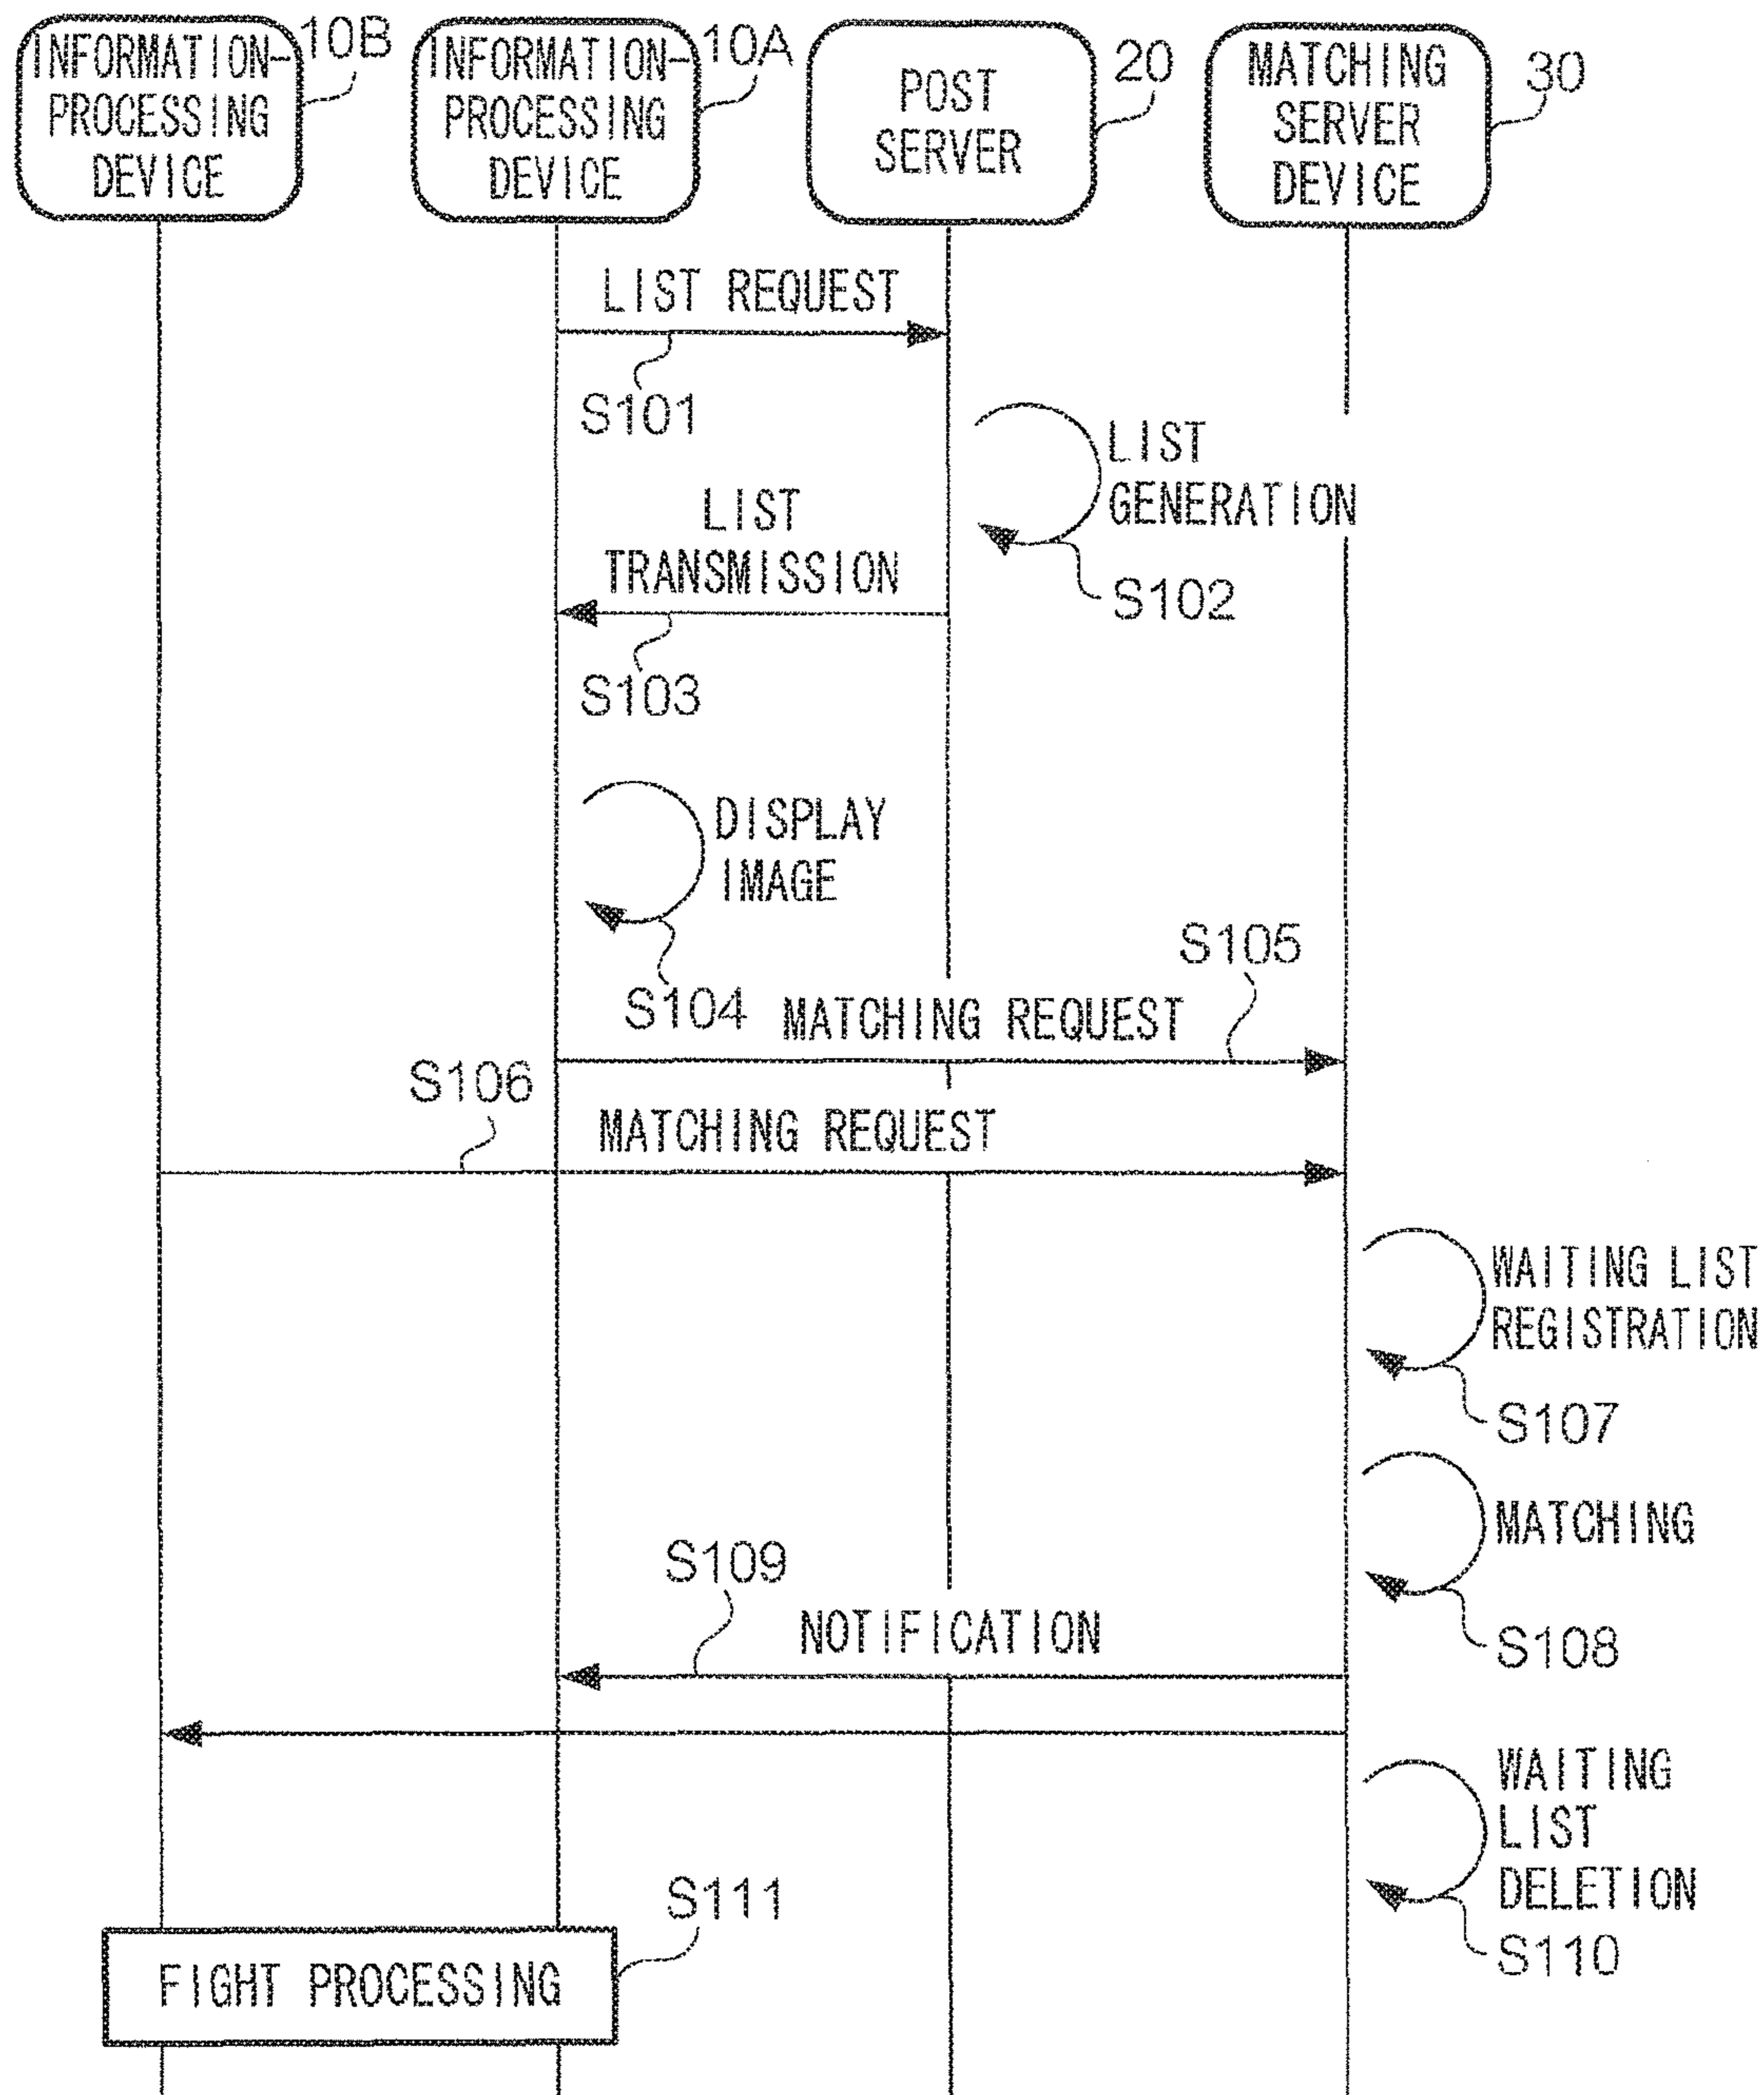 INFORMATION-
PROCESSING
DEVICE
10B
INFORMATION-
PROCESSING
DEVICE
10A
POST
SERVER
20
MATCHING
SERVER
DEVICE
30
LIST REQUEST
S101
LIST
GENERATION
S102
LIST
TRANSMISSION
S103
DISPLAY
IMAGE
S104
S105
MATCHING REQUEST
S106
MATCHING REQUEST
WAITING LIST
REGISTRATION
S107
MATCHING
S108
S109
NOTIFICATION
WAITING
LIST
DELETION
S110
S111
FIGHT PROCESSING